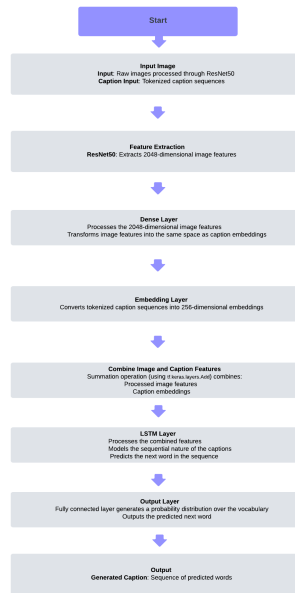 Start
Input Image
Input: Raw images processed through ResNet50
Caption Input: Tokenized caption sequences
Feature Extraction
ResNet50: Extracts 2048-dimensional image features
Dense Layer
Processes the 2048-dimensional image features
Transforms image features into the same space as caption embeddings
Embedding Layer
Converts tokenized caption sequences into 256-dimensional embeddings
Combine Image and Caption Features
Summation operation (using tf.keras.layers.Add) combines:
Processed image features
Caption embeddings
LSTM Layer
Processes the combined features
Models the sequential nature of the captions
Predicts the next word in the sequence
Output Layer
Fully connected layer generates a probability distribution over the vocabulary
Outputs the predicted next word
Output
Generated Caption: Sequence of predicted words